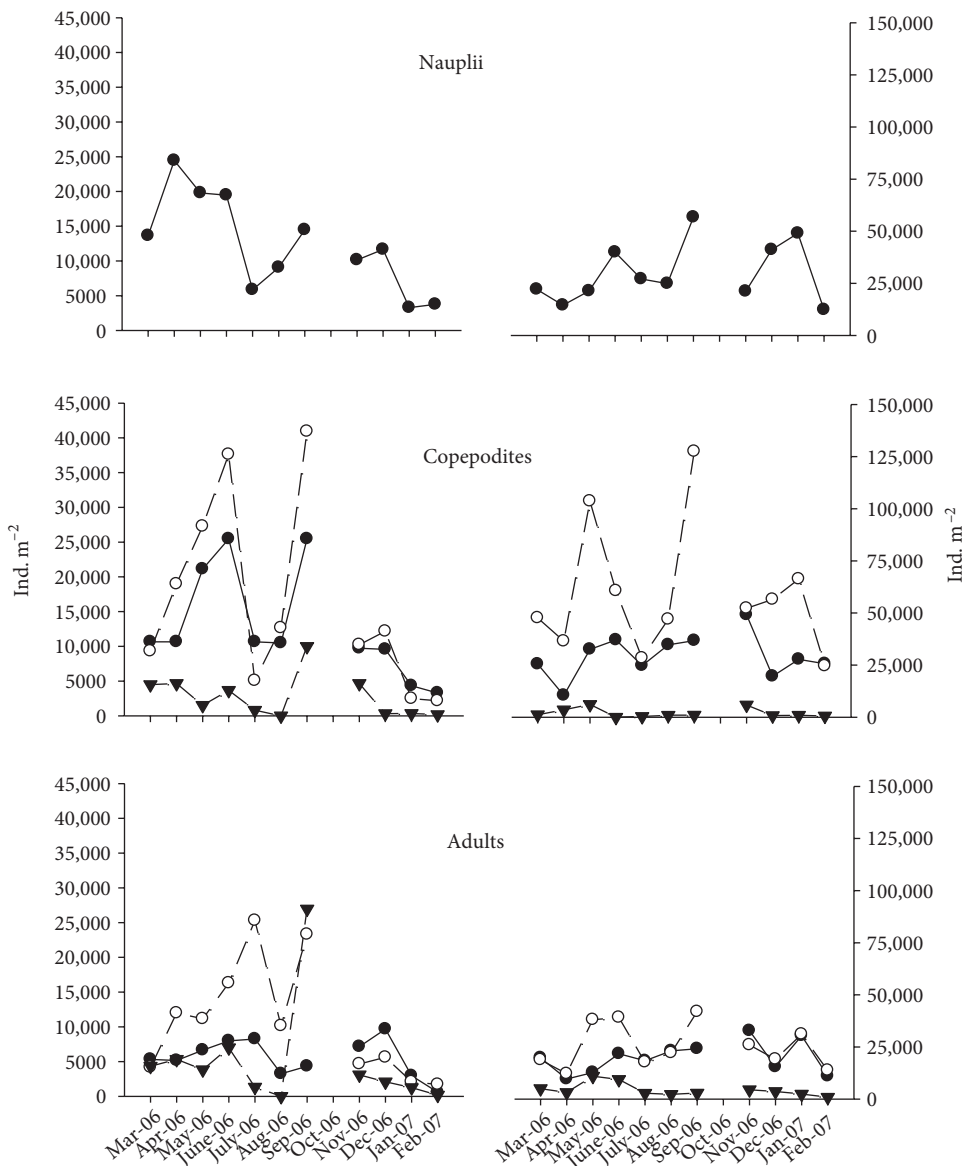 45,000
40,000
35,000
30,000
25,000
20,000
15,000
10,000
5000
0
Nauplii
150,000
125,000
100,000
75,000
50,000
25,000
0
45,000
40,000
35,000
30,000
25,000
20,000
15,000
10,000
5000
0
Ind. m−2
Copepodites
150,000
125,000
100,000
75,000
50,000
25,000
0
Ind. m−2
45,000
40,000
35,000
30,000
25,000
20,000
15,000
10,000
5000
0
Adults
150,000
125,000
100,000
75,000
50,000
25,000
0
Mar-06
Apr-06
May-06
June-06
July-06
Aug-06
Sep-06
Oct-06
Nov-06
Dec-06
Jan-07
Feb-07
Mar-06
Apr-06
May-06
June-06
July-06
Aug-06
Sep-06
Oct-06
Nov-06
Dec-06
Jan-07
Feb-07